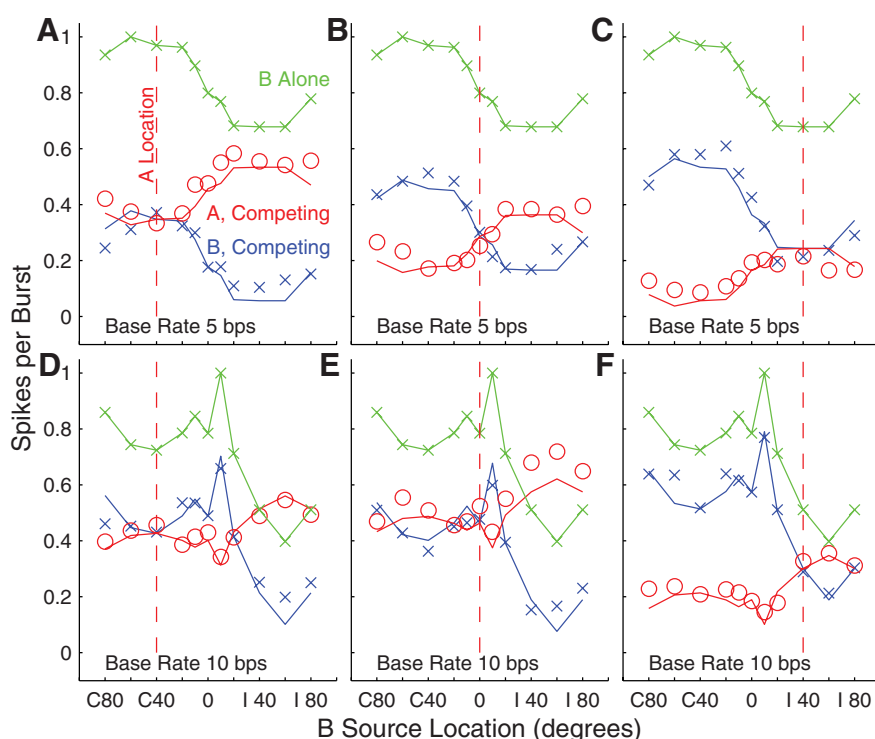 A
B
C
1
0.8
0.6
0.4
0.2
0
A Location
B Alone
A, Competing
B, Competing
Base Rate 5 bps
Base Rate 5 bps
Base Rate 5 bps
Spikes per Burst
D
E
F
1
0.8
0.6
0.4
0.2
0
Base Rate 10 bps
Base Rate 10 bps
Base Rate 10 bps
C80 C40 0 I 40 I 80
C80 C40 0 I 40 I 80
C80 C40 0 I 40 I 80
B Source Location (degrees)